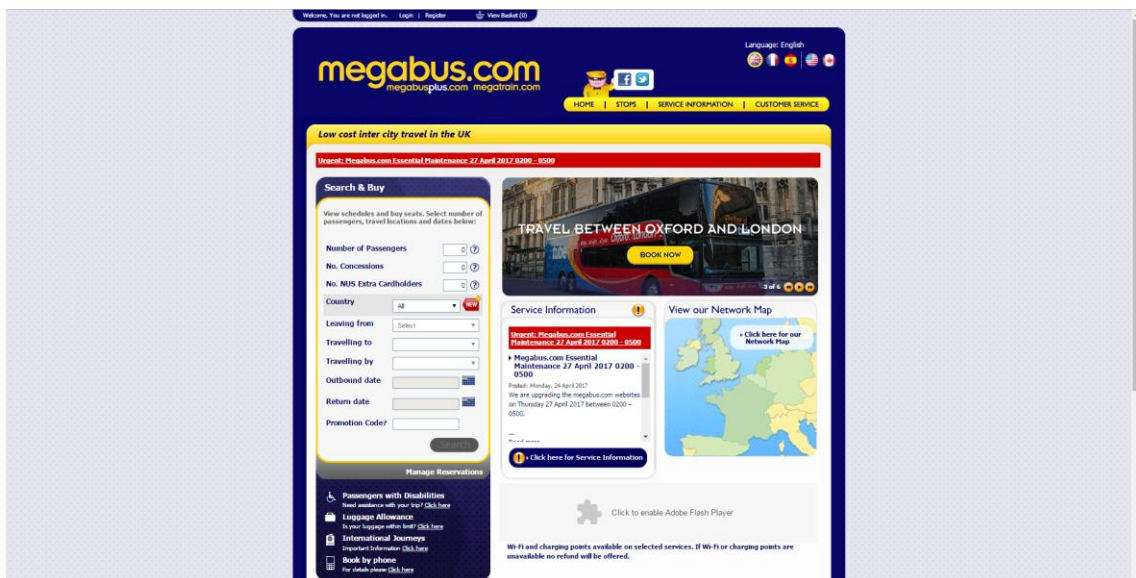 Welcome, You are not logged in. Login | Register View Basket (0)
Language: English
megabus.com
megabusplus.com megatrain.com
HOME | STOPS | SERVICE INFORMATION | CUSTOMER SERVICE
Low cost inter city travel in the UK
Urgent: Megabus.com Essential Maintenance 27 April 2017 0200 - 0500
Search & Buy
View schedules and buy seats. Select number of
passengers, travel locations and dates below:
Number of Passengers 0
No. Concessions 0
No. NUS Extra Cardholders 0
Country All NEW
Leaving from Select
Travelling to
Travelling by
Outbound date
Return date
Promotion Code?
Search
Manage Reservations
Passengers with Disabilities
Need assistance with your trip? Click here
Luggage Allowance
Is your luggage within limit? Click here
International Journeys
Important Information Click here
Book by phone
For details please Click here
TRAVEL BETWEEN OXFORD AND LONDON
BOOK NOW
3 of 6
Service Information
Urgent: Megabus.com Essential
Maintenance 27 April 2017 0200 - 0500
Megabus.com Essential
Maintenance 27 April 2017 0200 -
0500
Posted: Monday, 24 April 2017
We are upgrading the megabus.com websites
on Thursday 27 April 2017 between 0200 –
0500.
...
Read more
Click here for Service Information
View our Network Map
Click here for our
Network Map
Click to enable Adobe Flash Player
Wi-Fi and charging points available on selected services. If Wi-Fi or charging points are
unavailable no refund will be offered.